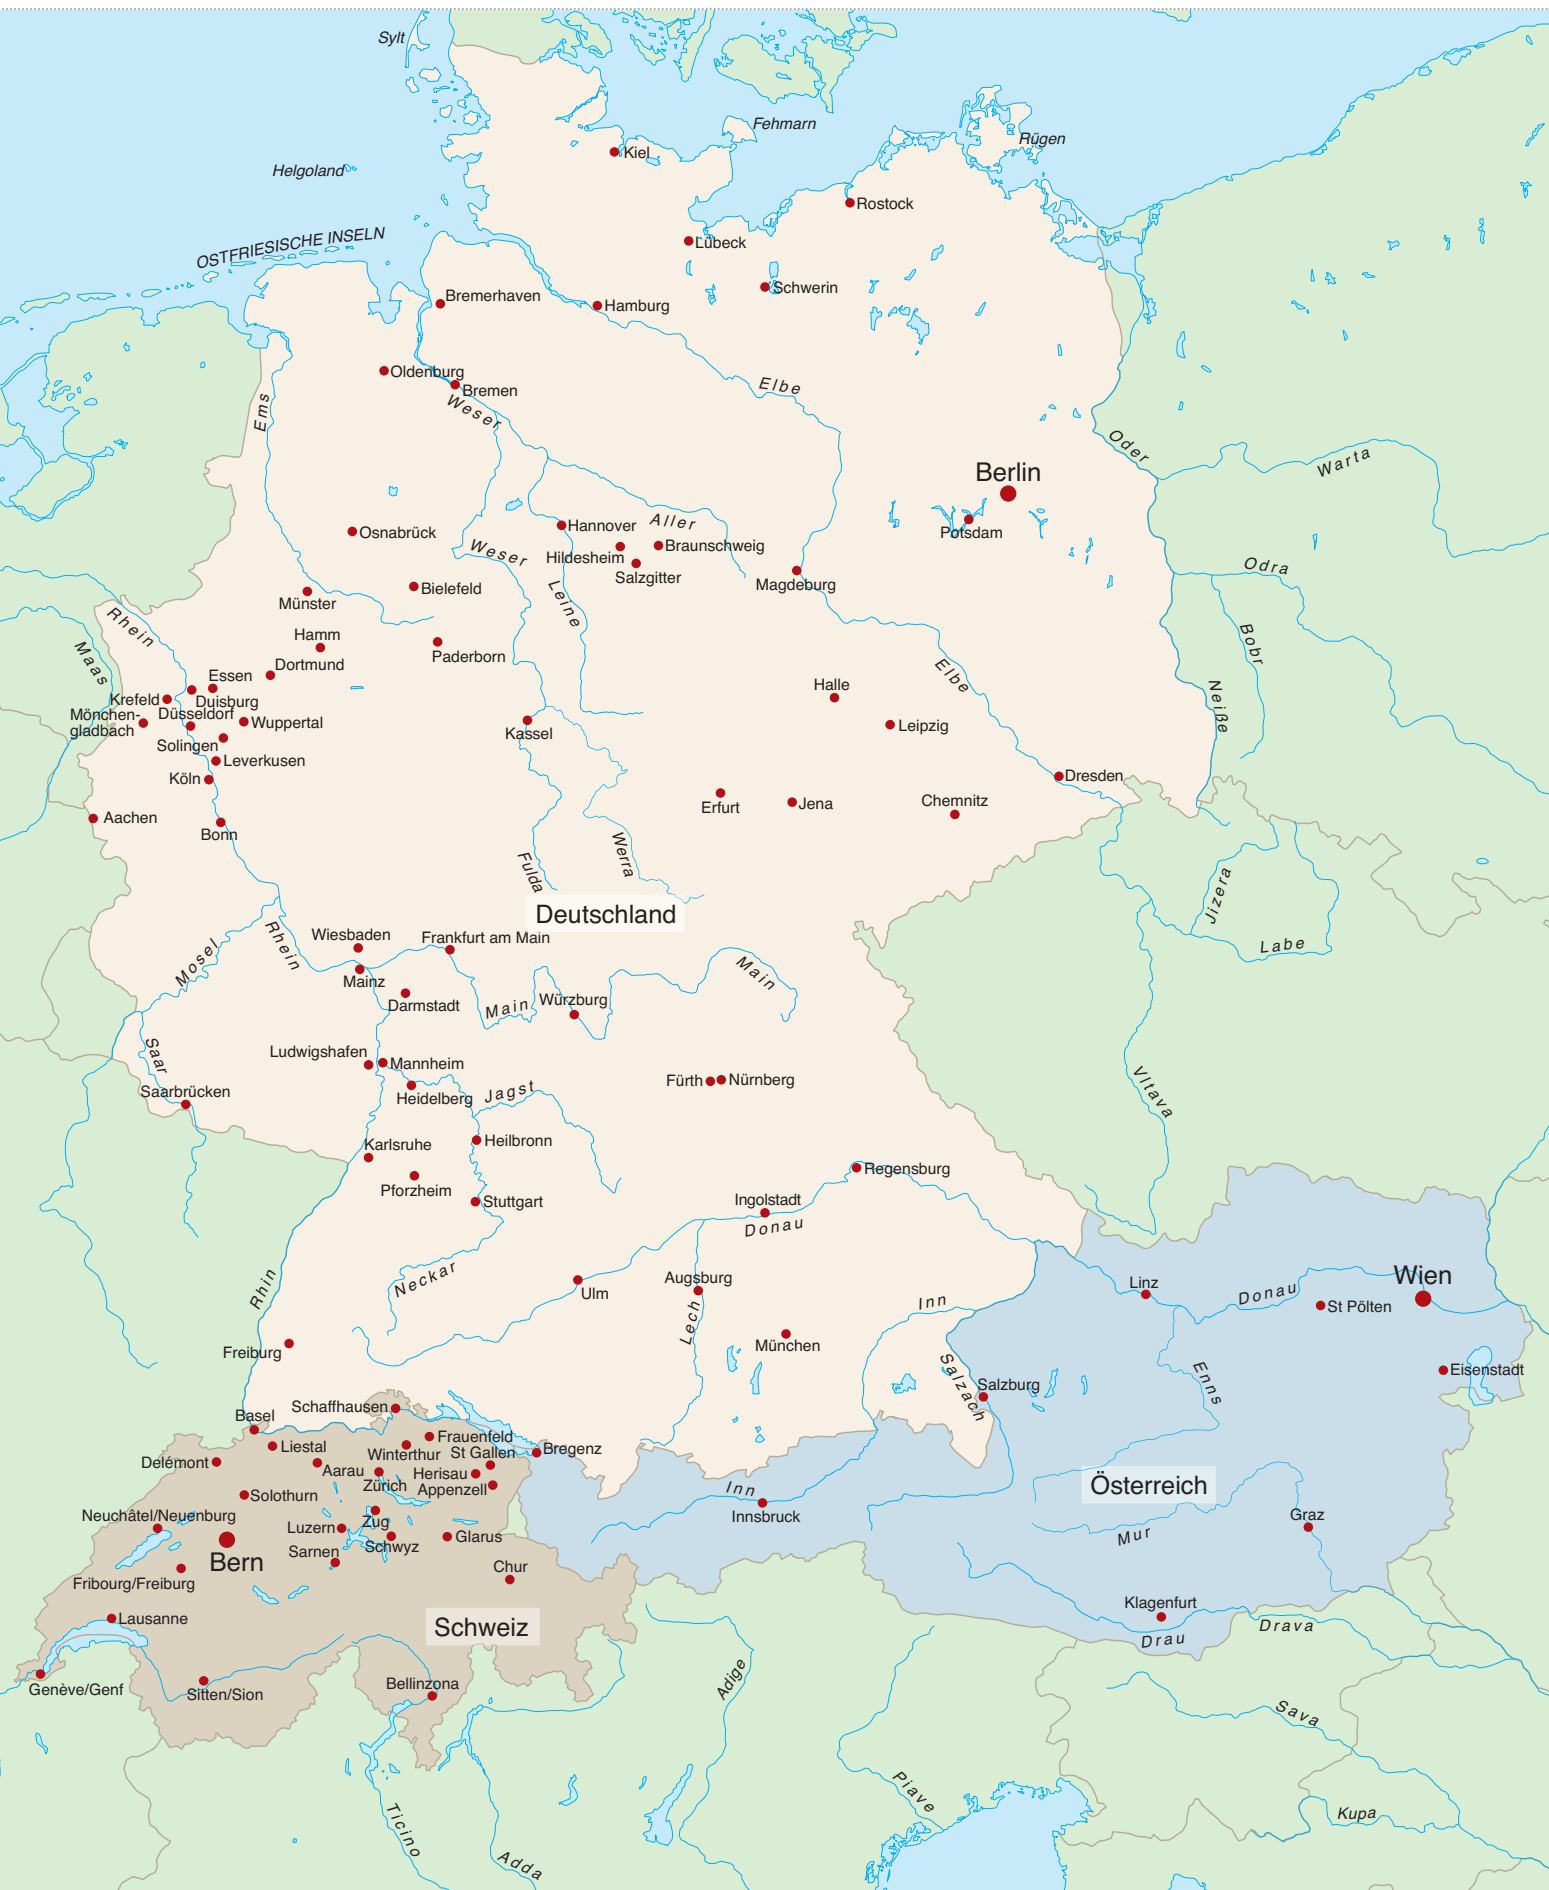 Sylt
Fehmarn
Rügen
Kiel
Helgoland
Rostock
OSTFRIESISCHE INSELN
Lübeck
Schwerin
Bremerhaven
Hamburg
Oldenburg
Bremen
Elbe
Weser
Ems
Oder
Warta
Berlin
Potsdam
Osnabrück
Hannover
Aller
Braunschweig
Hildesheim
Salzgitter
Weser
Magdeburg
Odra
Bielefeld
Münster
Leine
Rhein
Hamm
Bobr
Maas
Paderborn
Dortmund
Essen
Elbe
Halle
Krefeld
Duisburg
Neiße
Mönchen-
gladbach
Düsseldorf
Wuppertal
Solingen
Kassel
Leipzig
Leverkusen
Köln
Dresden
Erfurt
Jena
Chemnitz
Aachen
Bonn
Werra
Fulda
Jizera
Deutschland
Labe
Wiesbaden
Frankfurt am Main
Rhein
Mosel
Mainz
Main
Darmstadt
Main
Würzburg
Saar
Ludwigshafen
Mannheim
Fürth
Nürnberg
Saarbrücken
Heidelberg
Jagst
Vltava
Karlsruhe
Heilbronn
Regensburg
Pforzheim
Stuttgart
Ingolstadt
Donau
Neckar
Rhin
Augsburg
Ulm
Linz
Donau
Wien
St Pölten
Inn
Lech
München
Freiburg
Salzach
Salzburg
Enns
Eisenstadt
Schaffhausen
Basel
Frauenfeld
Liestal
Winterthur
St Gallen
Bregenz
Delémont
Aarau
Zürich
Herisau
Appenzell
Österreich
Solothurn
Inn
Innsbruck
Neuchâtel/Neuenburg
Luzern
Zug
Graz
Glarus
Schwyz
Mur
Bern
Sarnen
Chur
Fribourg/Freiburg
Klagenfurt
Lausanne
Schweiz
Drau
Drava
Genève/Genf
Sitten/Sion
Bellinzona
Adige
Sava
Piave
Ticino
Kupa
Adda